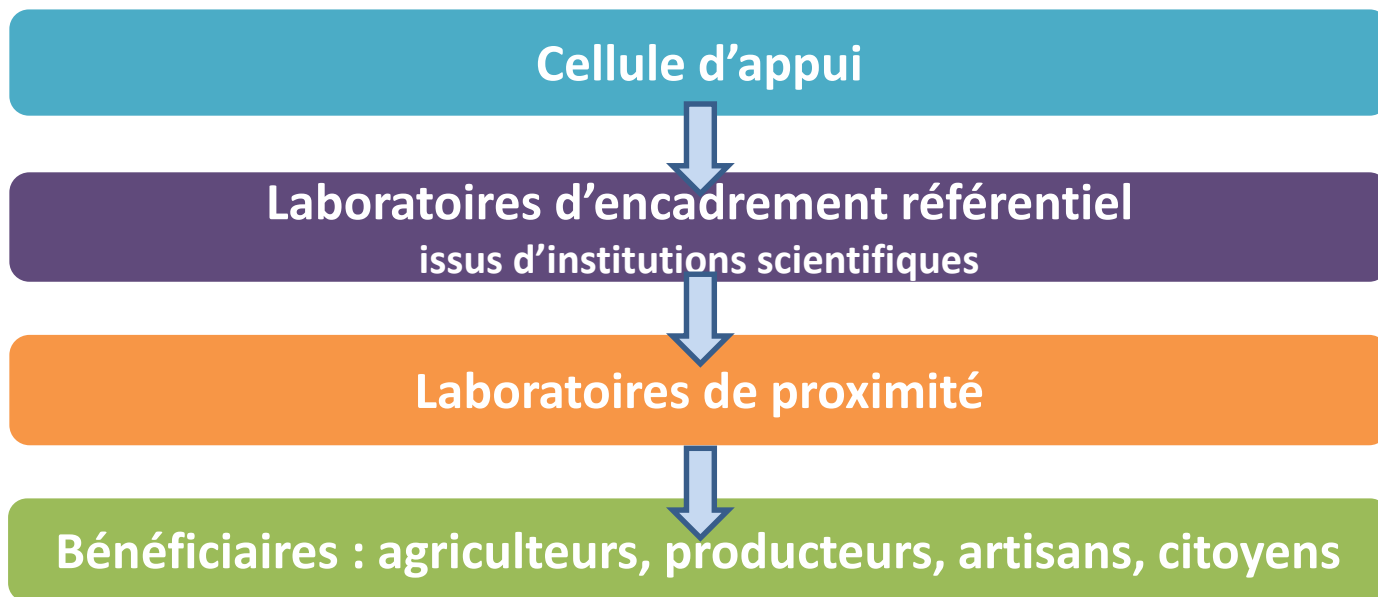 Cellule d’appui
Laboratoires d’encadrement référentiel
issus d’institutions scientifiques
Laboratoires de proximité
Bénéficiaires : agriculteurs, producteurs, artisans, citoyens